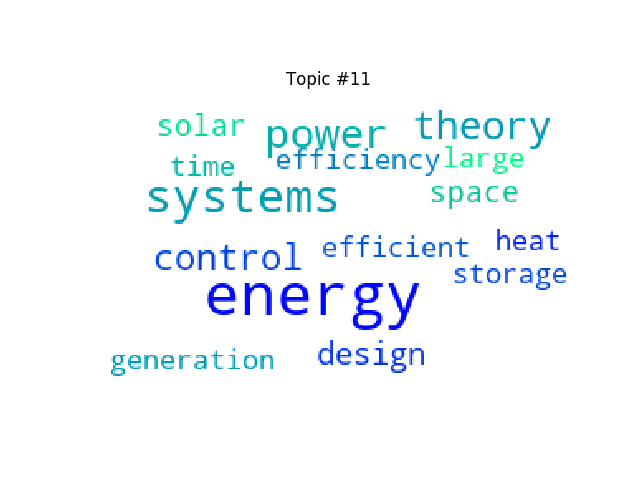 Topic #11
solar power theory
time efficiency large
systems space
control efficient heat
storage
energy
generation design